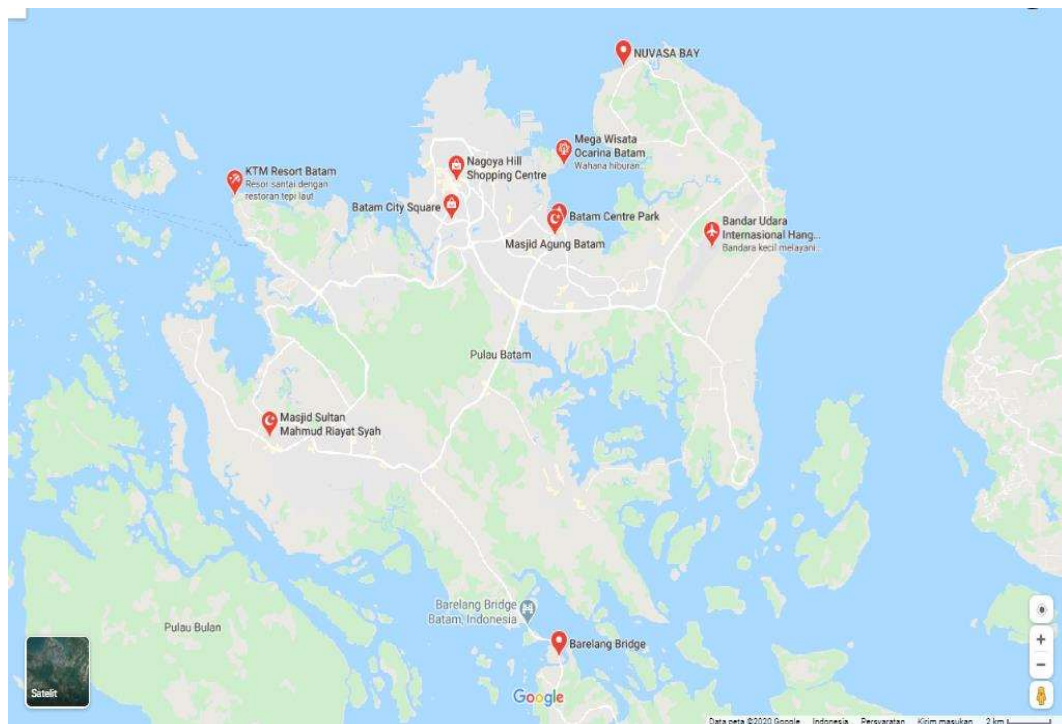 NUVASA BAY
Mega Wisata
Ocarina Batam
Wahana hiburan...
Nagoya Hill
Shopping Centre
KTM Resort Batam
Resor santai dengan
restoran tepi laut
Batam City Square
Batam Centre Park
Masjid Agung Batam
Bandar Udara
Internasional Hang...
Bandara kecil melayani...
Pulau Batam
Masjid Sultan
Mahmud Riayat Syah
Barelang Bridge
Batam, Indonesia
Pulau Bulan
Barelang Bridge
Satelit
Google
Data peta ©2020 Google Indonesia Persyaratan Kirim masukan 2 km